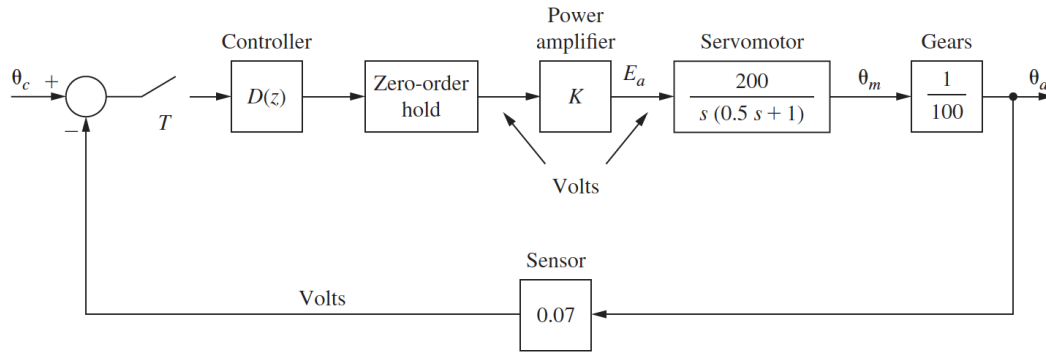 Power
amplifier
Controller
Servomotor
Gears
θc +
−
T
D(z)
Zero-order
hold
K
Ea
200
s (0.5 s + 1)
θm
1
100
θa
Volts
Sensor
0.07
Volts